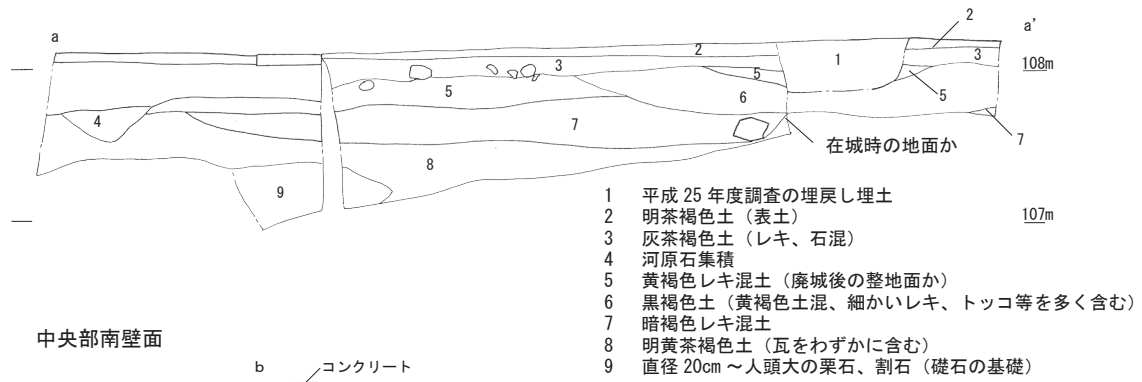 a
2
a’
2
3
1
3
108m
5
5
5
6
4
7
7
在城時の地面か
8
9
1 平成 25 年度調査の埋戻し埋土
2 明茶褐色土（表土）
107m
3 灰茶褐色土（レキ、石混）
4 河原石集積
5 黄褐色レキ混土（廃城後の整地面か）
6 黒褐色土（黄褐色土混、細かいレキ、トッコ等を多く含む）
7 暗褐色レキ混土
8 明黄茶褐色土（瓦をわずかに含む）
9 直径 20cm ～人頭大の栗石、割石（礎石の基礎）
中央部南壁面
b
コンクリート